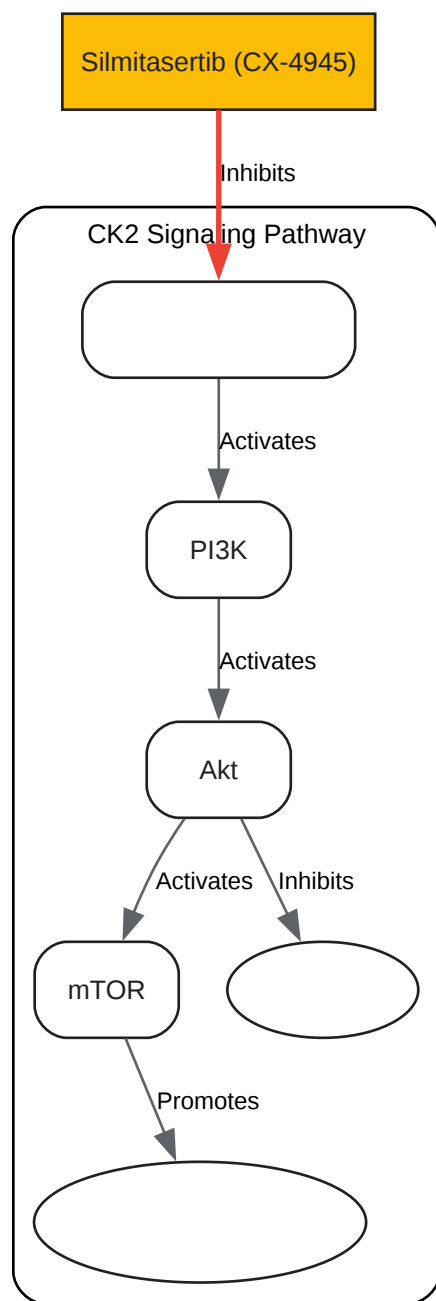 Silmitasertib (CX-4945)
Inhibits
CK2 Signaling Pathway
Activates
PI3K
Activates
Akt
Activates
Inhibits
mTOR
Promotes